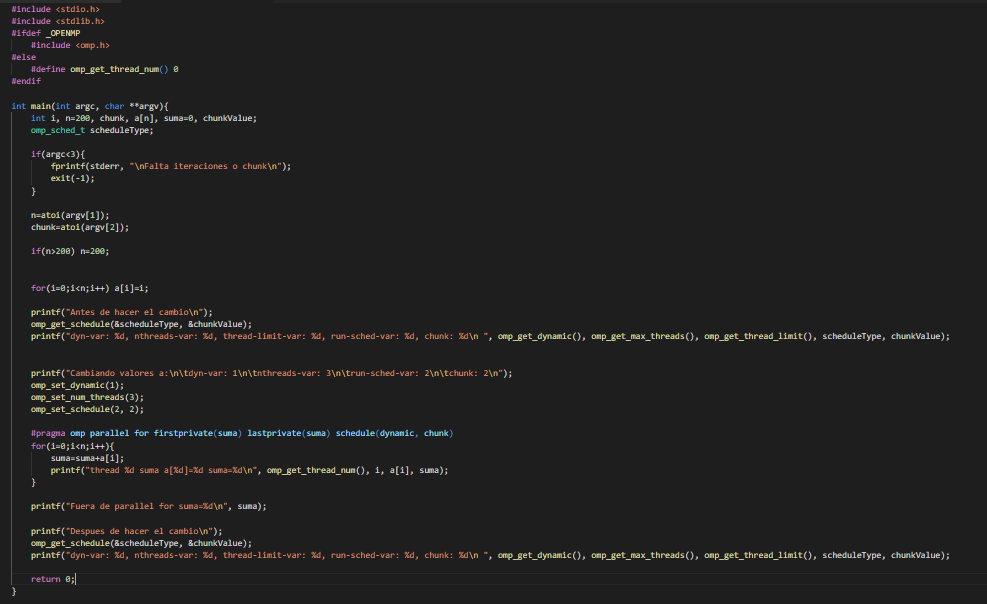 #include <stdio.h>
#include <stdlib.h>
#ifdef _OPENMP
    #include <omp.h>
#else
    #define omp_get_thread_num() 0
#endif

int main(int argc, char **argv){
    int i, n=200, chunk, a[n], suma=0, chunkValue;
    omp_sched_t scheduleType;

    if(argc<3){
        fprintf(stderr, "\nFalta iteraciones o chunk\n");
        exit(-1);
    }

    n=atoi(argv[1]);
    chunk=atoi(argv[2]);

    if(n>200) n=200;

    for(i=0;i<n;i++) a[i]=i;

    printf("Antes de hacer el cambio\n");
    omp_get_schedule(&scheduleType, &chunkValue);
    printf("dyn-var: %d, nthreads-var: %d, thread-limit-var: %d, run-sched-var: %d, chunk: %d\n ", omp_get_dynamic(), omp_get_max_threads(), omp_get_thread_limit(), scheduleType, chunkValue);

    printf("Cambiando valores a:\n\tdyn-var: 1\n\tnthreads-var: 3\n\trun-sched-var: 2\n\tchunk: 2\n");
    omp_set_dynamic(1);
    omp_set_num_threads(3);
    omp_set_schedule(2, 2);

    #pragma omp parallel for firstprivate(suma) lastprivate(suma) schedule(dynamic, chunk)
    for(i=0;i<n;i++){
        suma=suma+a[i];
        printf("thread %d suma a[%d]=%d suma=%d\n", omp_get_thread_num(), i, a[i], suma);
    }

    printf("Fuera de parallel for suma=%d\n", suma);

    printf("Despues de hacer el cambio\n");
    omp_get_schedule(&scheduleType, &chunkValue);
    printf("dyn-var: %d, nthreads-var: %d, thread-limit-var: %d, run-sched-var: %d, chunk: %d\n ", omp_get_dynamic(), omp_get_max_threads(), omp_get_thread_limit(), scheduleType, chunkValue);

    return 0;
}